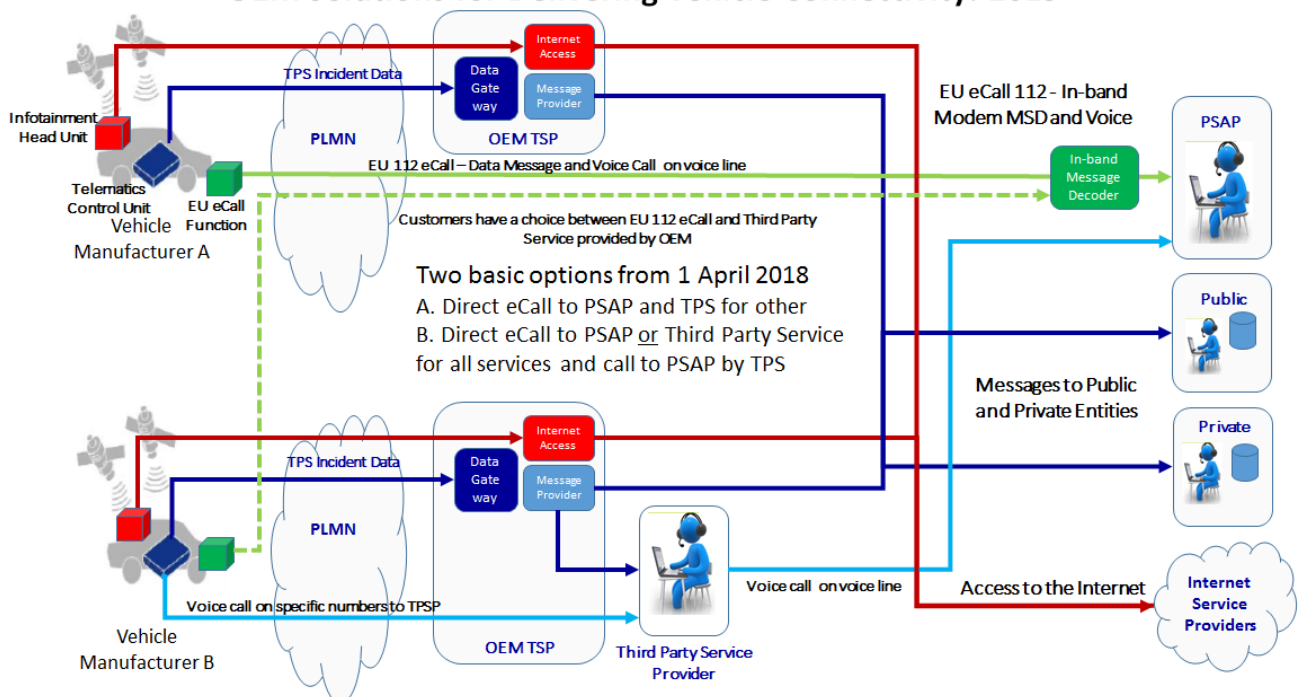 Internet
Access
TPS Incident Data
Data
Gate
way
Message
Provider
Infotainment
Head Unit
PLMN
OEM TSP
EU eCall 112 - In-band
Modem MSD and Voice
PSAP
EU 112 eCall – Data Message and Voice Call on voice line
In-band
Message
Decoder
Telematics
Control Unit
EU eCall
Function
Vehicle
Manufacturer A
Customers have a choice between EU 112 eCall and Third Party
Service provided by OEM
Two basic options from 1 April 2018
A. Direct eCall to PSAP and TPS for other
B. Direct eCall to PSAP or Third Party Service
for all services and call to PSAP by TPS
Public
Messages to Public
and Private Entities
Private
Internet
Access
TPS Incident Data
Data
Gate
way
Message
Provider
PLMN
Voice call on voice line
Access to the Internet
Internet
Service
Providers
Voice call on specific numbers to TPSP
Vehicle
Manufacturer B
OEM TSP
Third Party Service
Provider